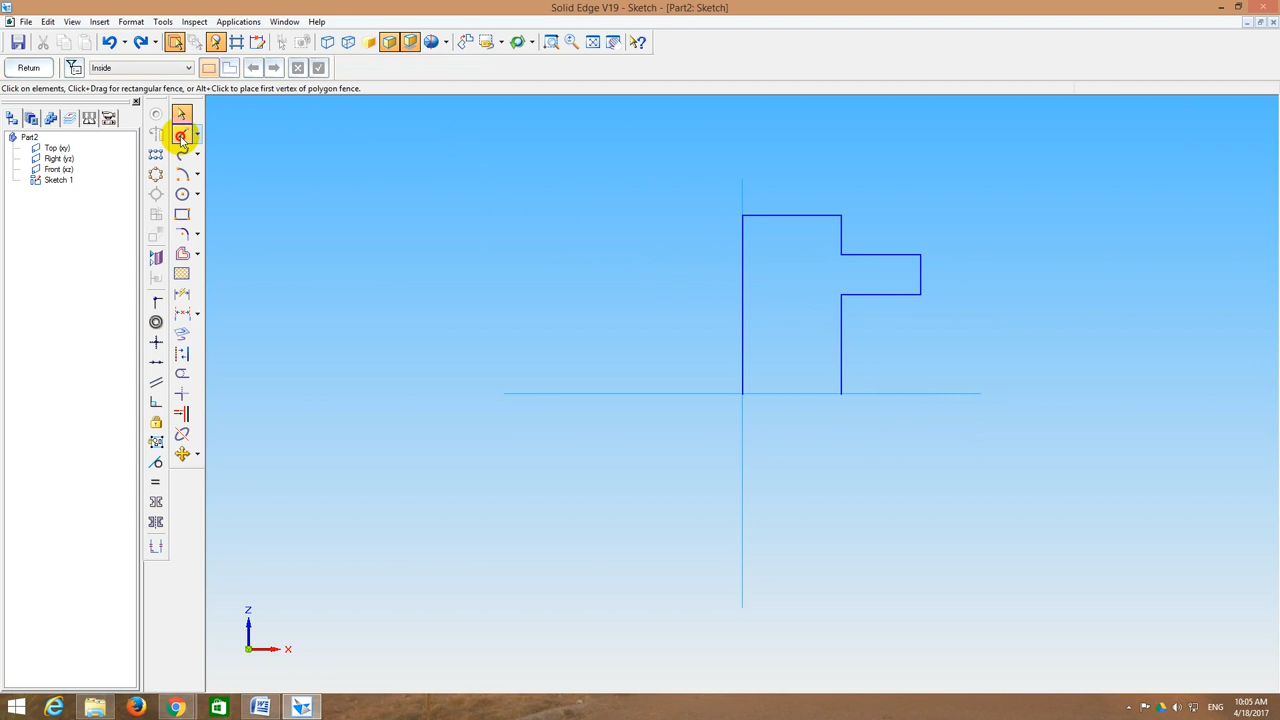 Solid Edge V19 - Sketch - [Part2: Sketch]
File Edit View Insert Format Tools Inspect Applications Window Help
Return Inside
Click on elements, Click+Drag for rectangular fence, or Alt+Click to place first vertex of polygon fence.
Part2
Top (xy)
Right (yz)
Front (xz)
Sketch 1
Z
X
ENG
10:05 AM
4/18/2017